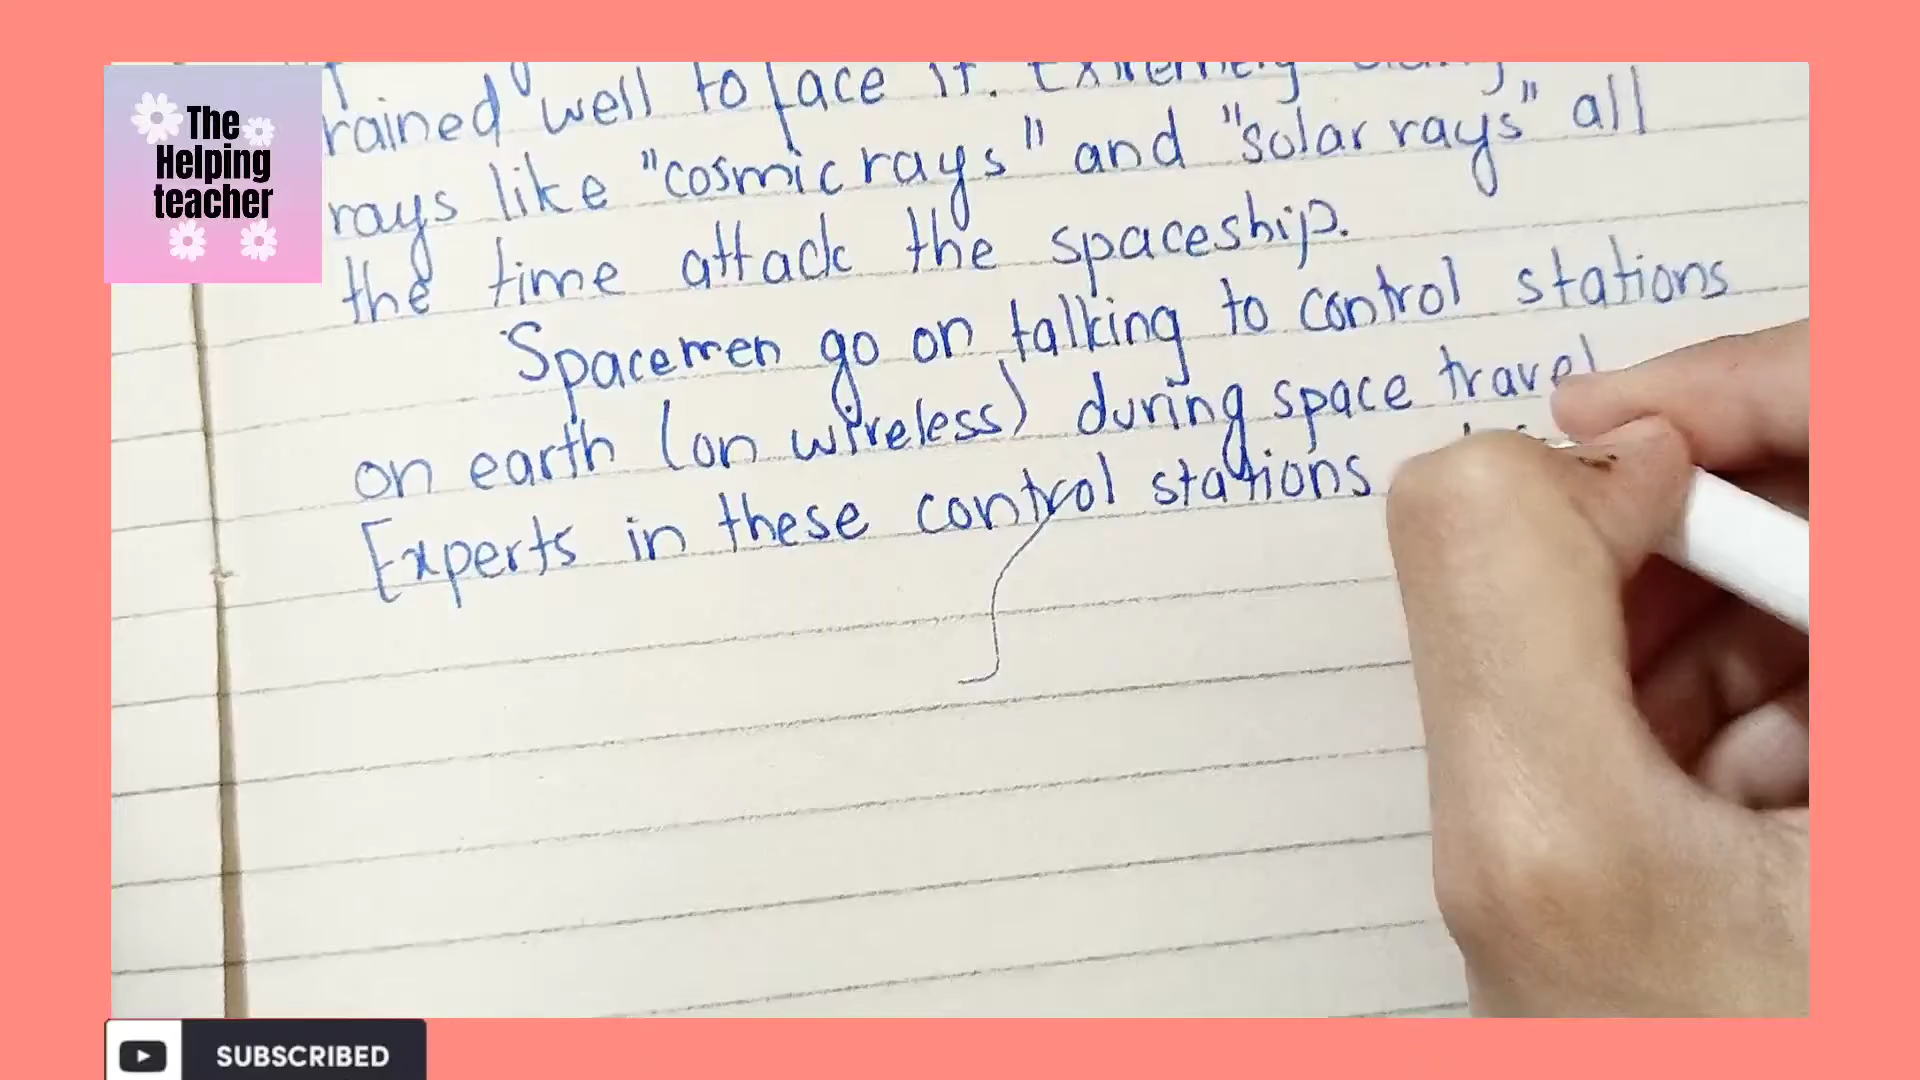 The
Helping
teacher
rained well to face it. Extremely
rays like "cosmic rays" and "solar rays" all
the time attack the spaceship.
Spacemen go on talking to control stations
on earth (on wireless) during space travel
Experts in these control stations
SUBSCRIBED